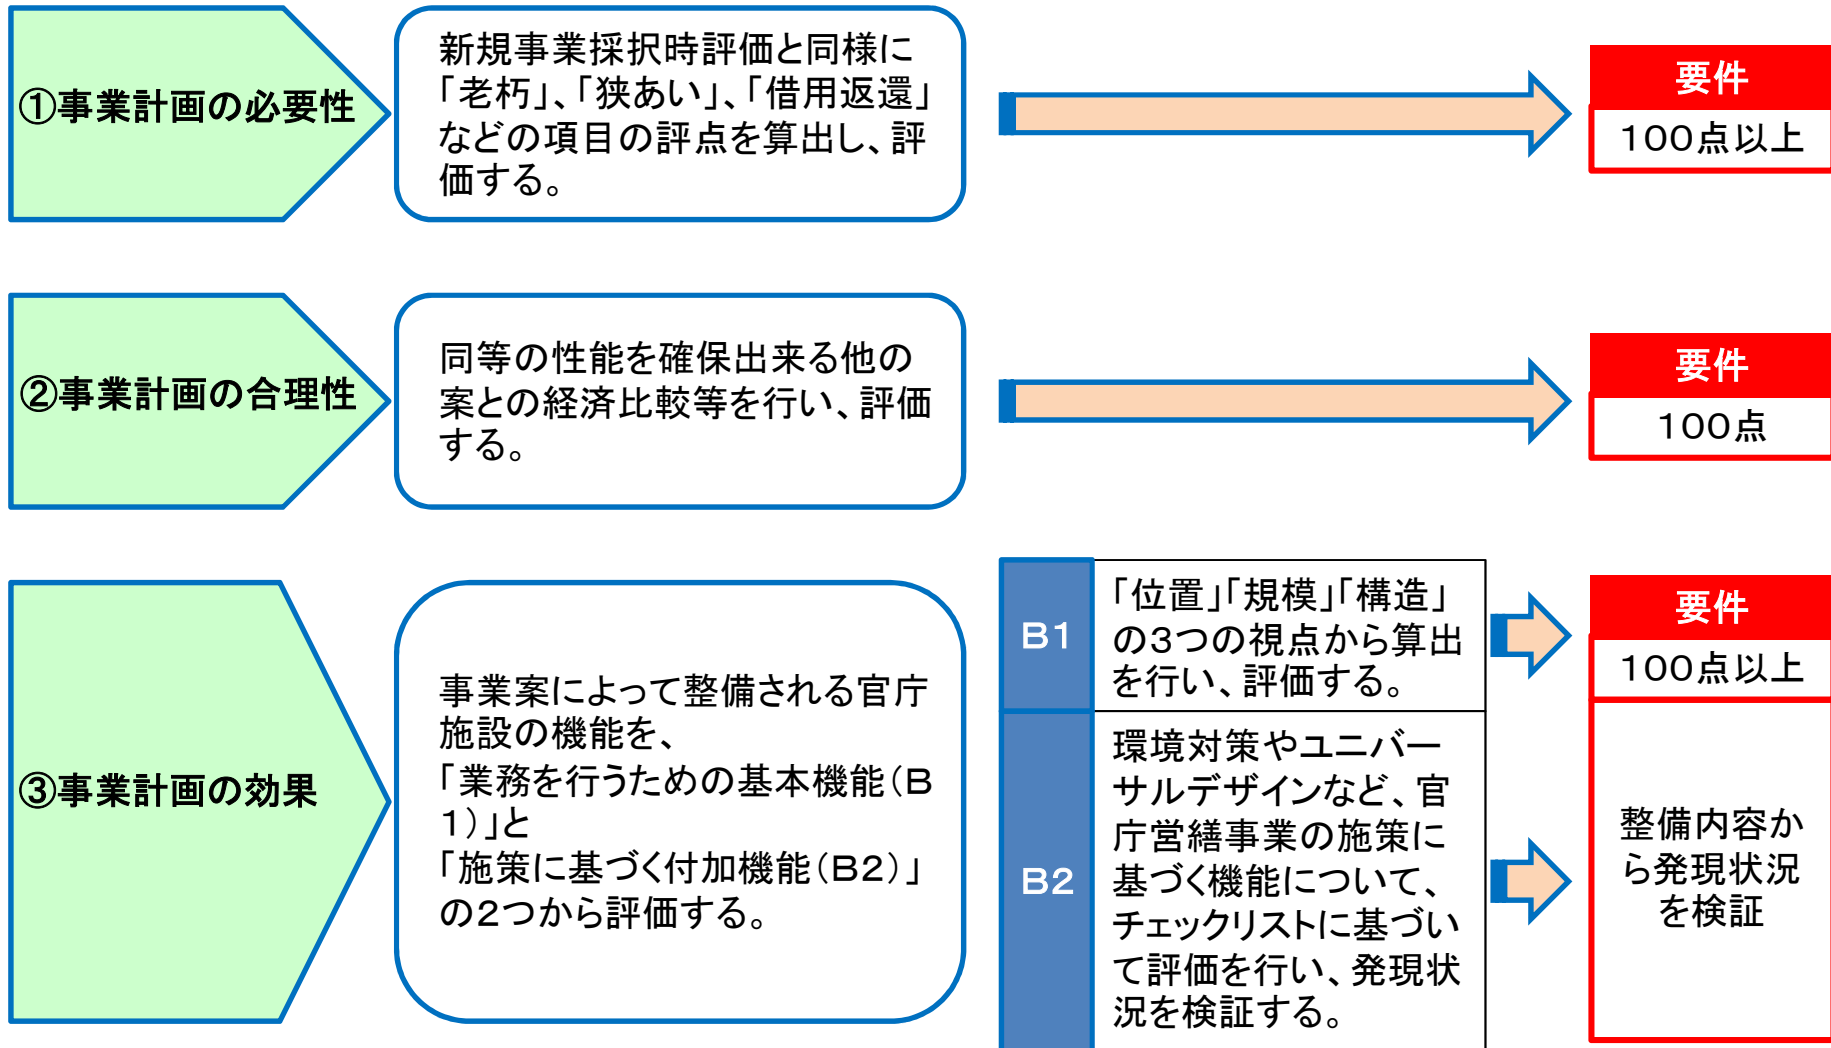 ①事業計画の必要性
新規事業採択時評価と同様に
「老朽」、「狭あい」、「借用返還」
などの項目の評点を算出し、評
価する。
要件
100点以上
②事業計画の合理性
同等の性能を確保出来る他の
案との経済比較等を行い、評価
する。
要件
100点
③事業計画の効果
事業案によって整備される官庁
施設の機能を、
「業務を行うための基本機能(B
1)」と
「施策に基づく付加機能(B2)」
の2つから評価する。
B1
「位置」「規模」「構造」
の3つの視点から算出
を行い、評価する。
要件
100点以上
B2
環境対策やユニバー
サルデザインなど、官
庁営繕事業の施策に
基づく機能について、
チェックリストに基づい
て評価を行い、発現状
況を検証する。
整備内容か
ら発現状況
を検証